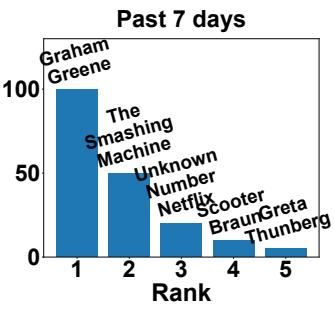 Past 7 days
Graham
Greene
The
Smashing
Machine
Unknown
Number
Netflix
Scooter
Braun
Greta
Thunberg
100
50
0
1 2 3 4 5
Rank